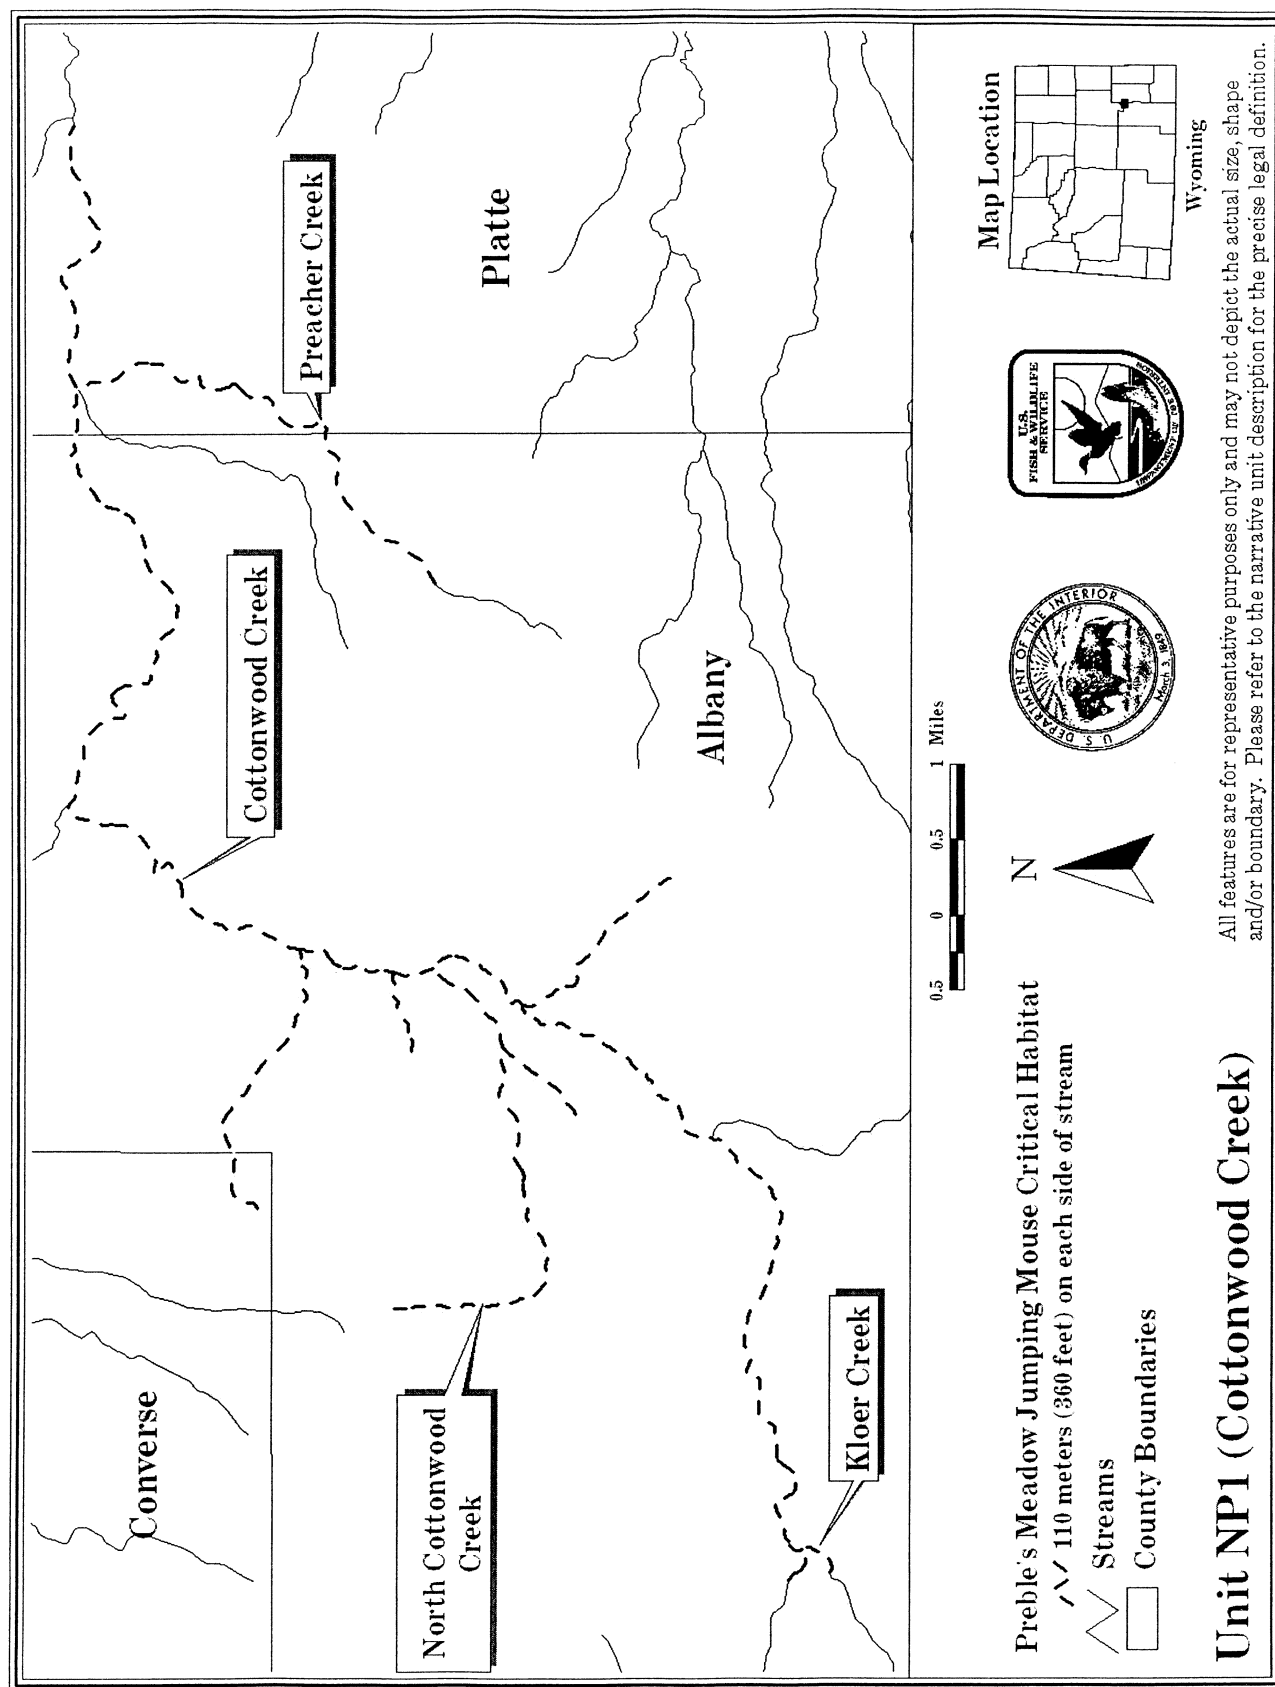 Converse
Cottonwood Creek
Preacher Creek
North Cottonwood
Creek
Platte
Albany
Kloer Creek
0.5 0 0.5 1 Miles
Preble's Meadow Jumping Mouse Critical Habitat
110 meters (360 feet) on each side of stream
Streams
County Boundaries
Unit NP1 (Cottonwood Creek)
N
U.S. DEPARTMENT OF THE INTERIOR
March 3, 1849
U.S.
FISH & WILDLIFE
SERVICE
DEPARTMENT OF THE INTERIOR
Map Location
Wyoming
All features are for representative purposes only and may not depict the actual size, shape
and/or boundary. Please refer to the narrative unit description for the precise legal definition.